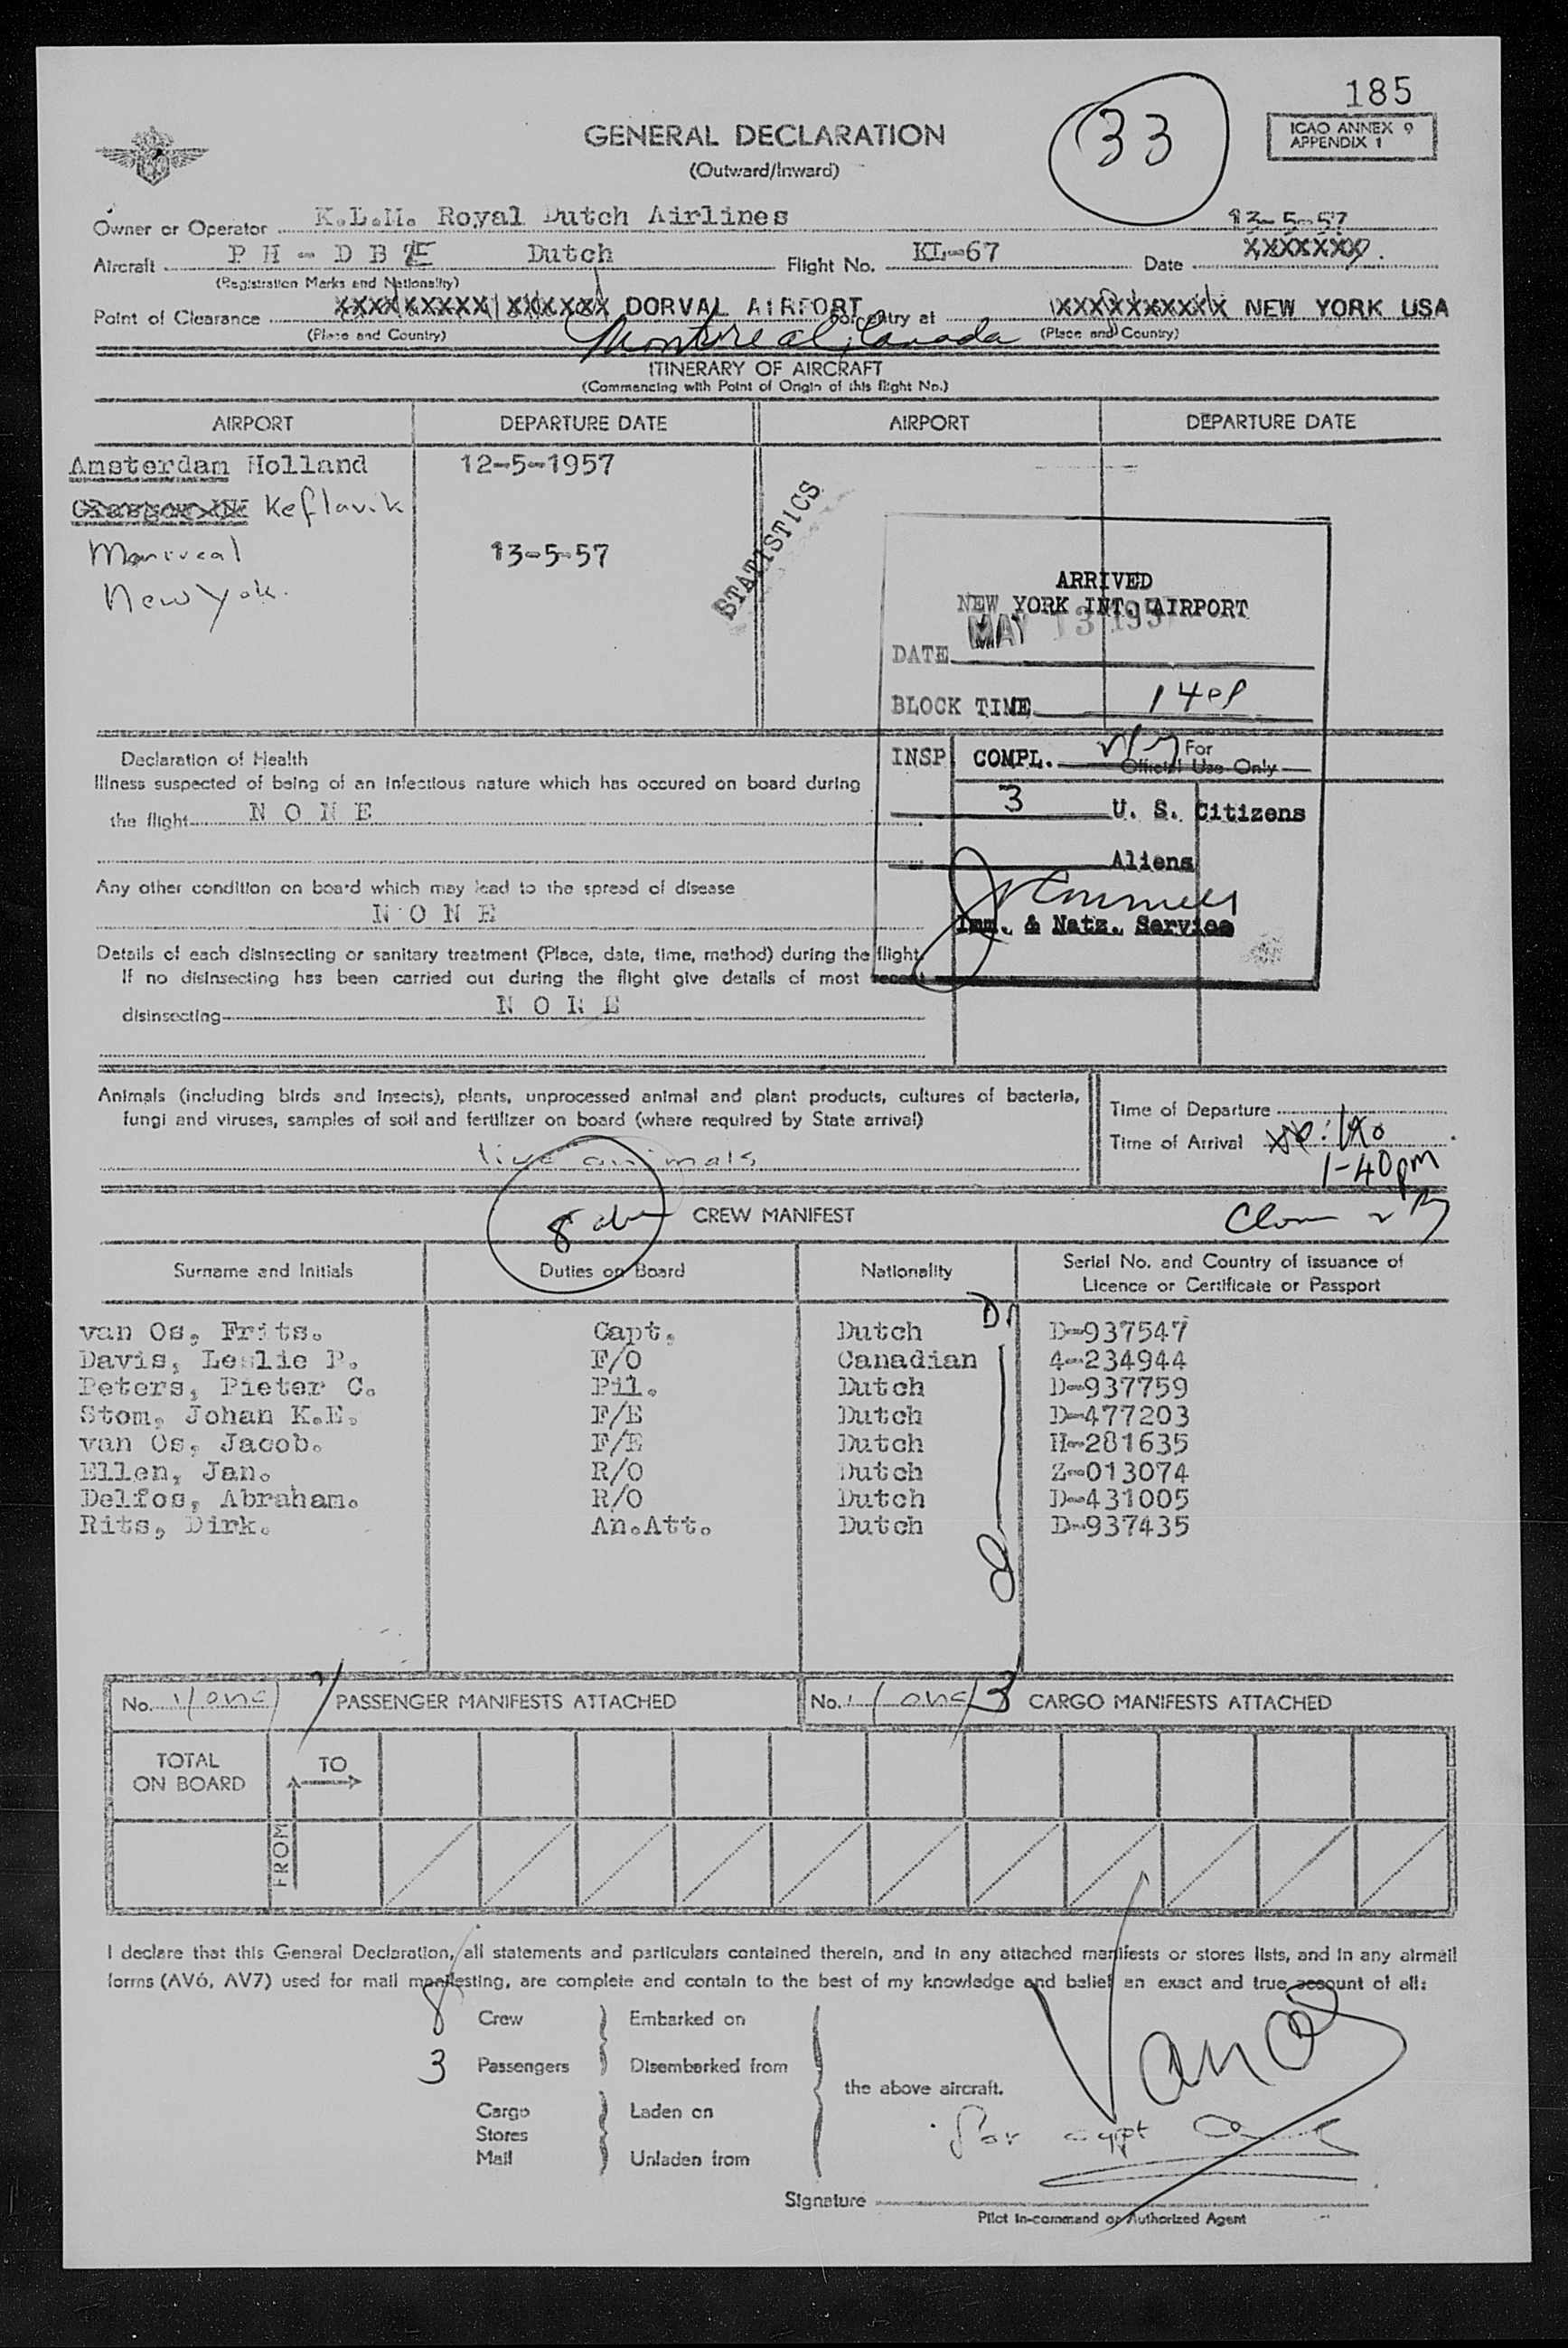 185
33
ICAO ANNEX 9
APPENDIX 1
GENERAL DECLARATION
(Outward/Inward)
Owner or Operator K.L.M. Royal Dutch Airlines
13-5-57
Aircraft P H - D B E Dutch Flight No. KL-67 Date XXXXXXX
(Registration Marks and Nationality)
Point of Clearance XXXXXXXXX XXXXXX DORVAL AIRPORT For entry at XXXXXXXXXX NEW YORK USA
(Place and Country) Montreal, Canada (Place and Country)
ITINERARY OF AIRCRAFT
(Commencing with Point of Origin of this flight No.)
AIRPORT DEPARTURE DATE AIRPORT DEPARTURE DATE
Amsterdam Holland 12-5-1957
Keflavik
Montreal 13-5-57
New York.
STATISTICS
ARRIVED
NEW YORK INT. AIRPORT
MAY 13 195
DATE
BLOCK TIME
INSP COMPL.
For
Official Use Only
3 U. S. Citizens
Aliens
Imm. & Natz. Service
Declaration of Health
Illness suspected of being of an infectious nature which has occured on board during
the flight N O N E
Any other condition on board which may lead to the spread of disease
N O N E
Details of each disinsecting or sanitary treatment (Place, date, time, method) during the flight.
If no disinsecting has been carried out during the flight give details of most recent
disinsecting N O N E
Animals (including birds and insects), plants, unprocessed animal and plant products, cultures of bacteria,
fungi and viruses, samples of soil and fertilizer on board (where required by State arrival)
live animals
Time of Departure
Time of Arrival
1-40pm
8
CREW MANIFEST
Surname and Initials Duties on Board Nationality Serial No. and Country of issuance of
Licence or Certificate or Passport
van Os, Frits. Capt. Dutch D-937547
Davis, Leslie P. F/O Canadian 4-234944
Peters, Pieter C. Pil. Dutch D-937759
Stom, Johan K.E. F/E Dutch D-477203
van Os, Jacob. F/E Dutch H-281635
Ellen, Jan. R/O Dutch Z-013074
Delfos, Abraham. R/O Dutch D-431005
Rits, Dirk. An.Att. Dutch D-937435
No. 1/one/ PASSENGER MANIFESTS ATTACHED
No. 1/one/3 CARGO MANIFESTS ATTACHED
TOTAL
ON BOARD
TO
FROM
I declare that this General Declaration, all statements and particulars contained therein, and in any attached manifests or stores lists, and in any airmail
forms (AV6, AV7) used for mail manifesting, are complete and contain to the best of my knowledge and belief an exact and true account of all:
8 Crew Embarked on
3 Passengers Disembarked from
the above aircraft.
Cargo Laden on
Stores
Mail Unladen from
Van Os
Signature
Pilot in-command or Authorized Agent